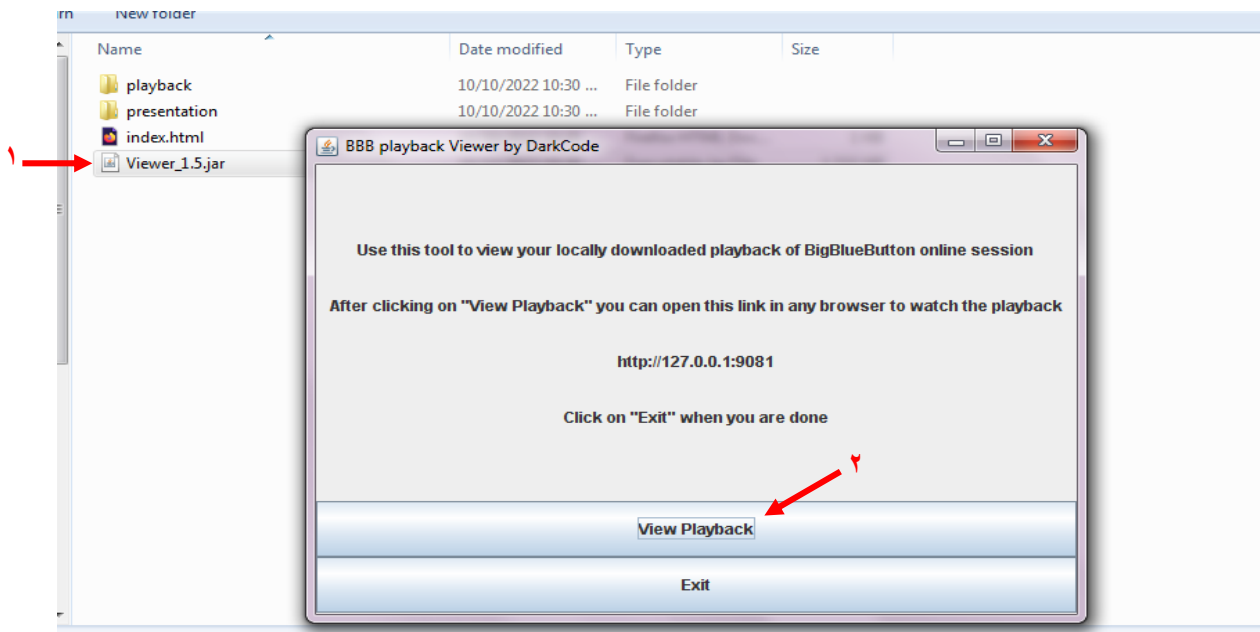 New folder
Name Date modified Type Size
playback 10/10/2022 10:30 ... File folder
presentation 10/10/2022 10:30 ... File folder
index.html
Viewer_1.5.jar
۱
BBB playback Viewer by DarkCode
Use this tool to view your locally downloaded playback of BigBlueButton online session
After clicking on "View Playback" you can open this link in any browser to watch the playback
http://127.0.0.1:9081
Click on "Exit" when you are done
۲
View Playback
Exit